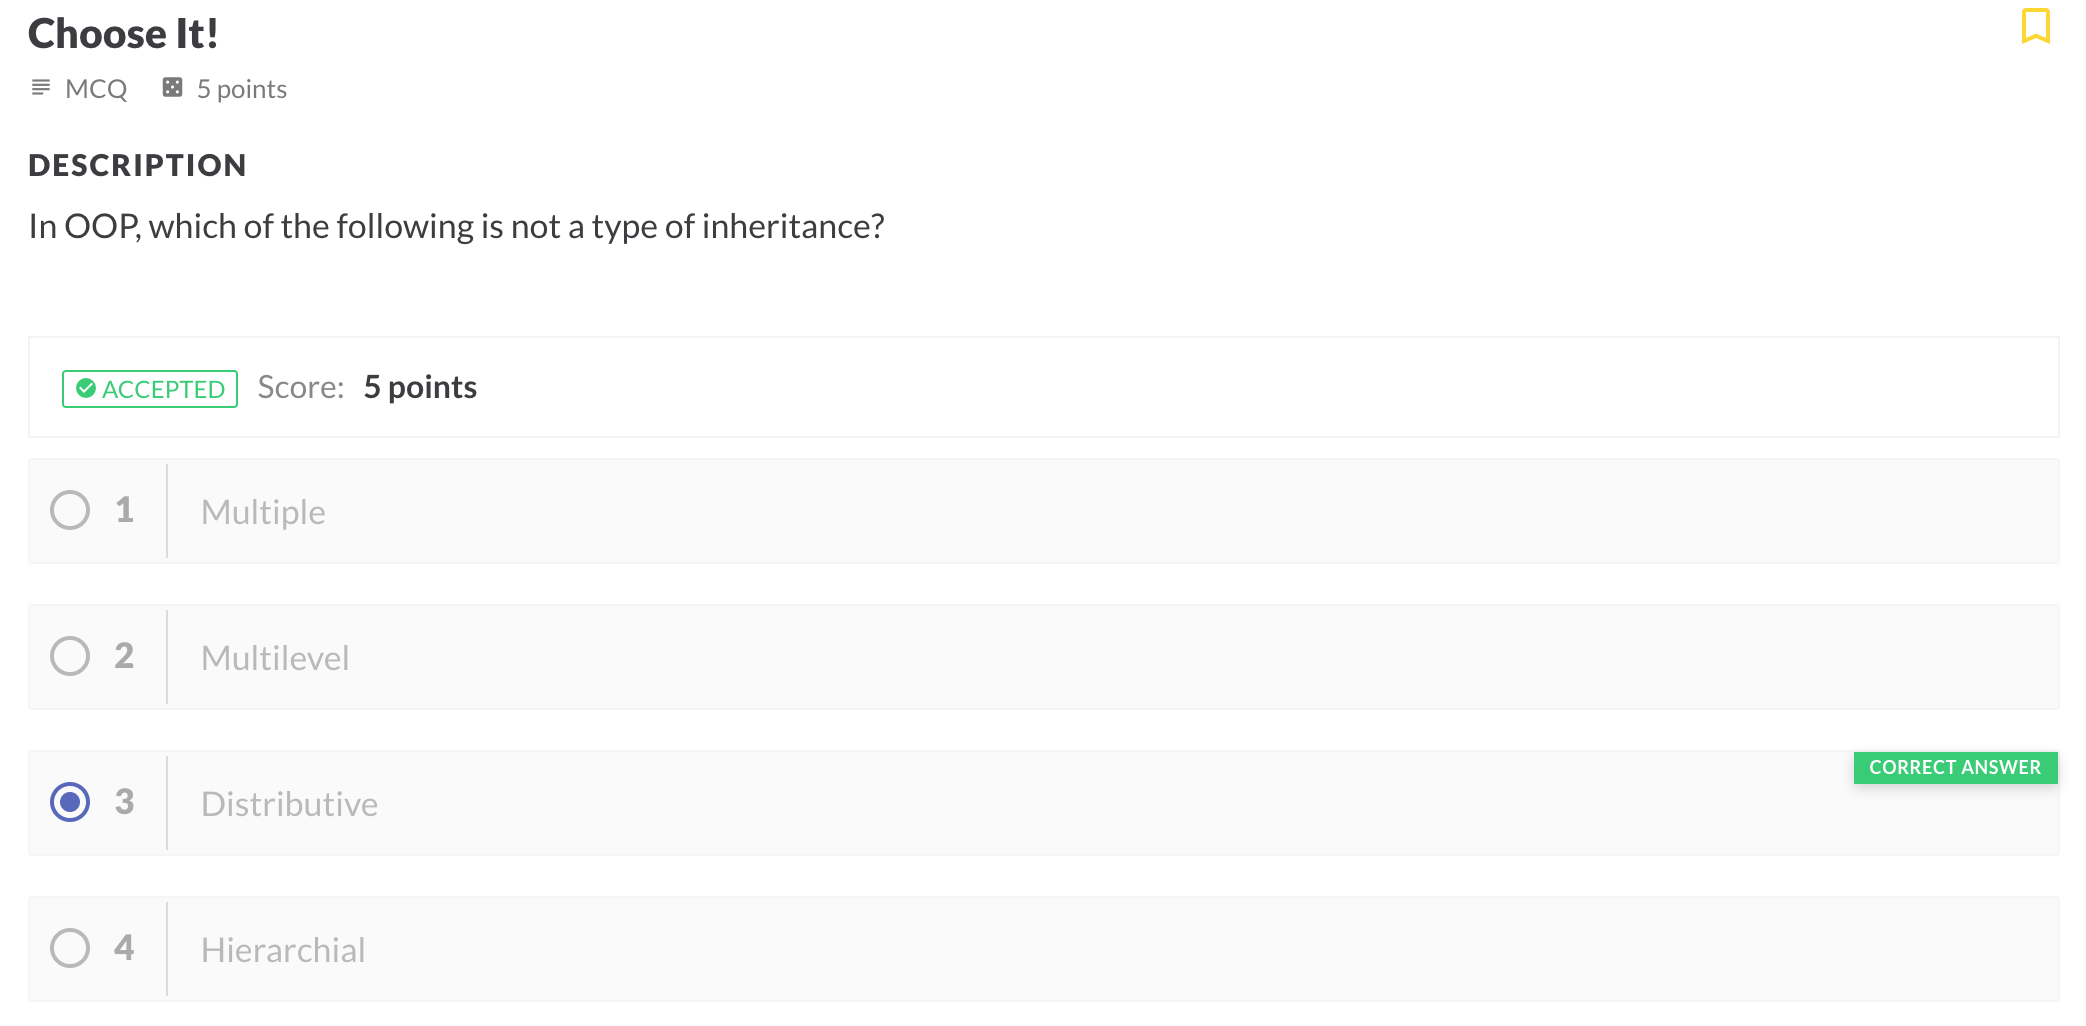 Choose It!
MCQ 5 points
DESCRIPTION
In OOP, which of the following is not a type of inheritance?
ACCEPTED Score: 5 points
1 Multiple
2 Multilevel
CORRECT ANSWER
3 Distributive
4 Hierarchial